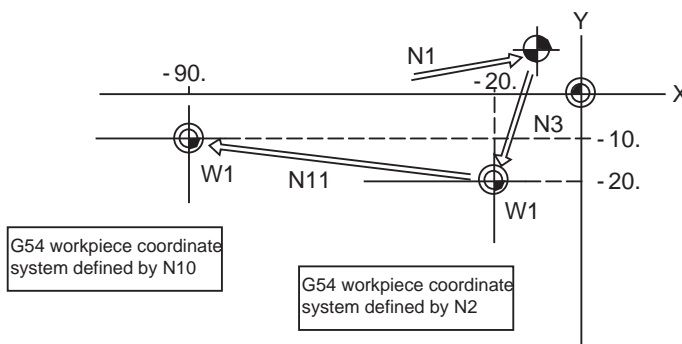 Y
N1
- 90.
- 20.
X
N3
- 10.
W1
N11
- 20.
W1
G54 workpiece coordinate
system defined by N10
G54 workpiece coordinate
system defined by N2